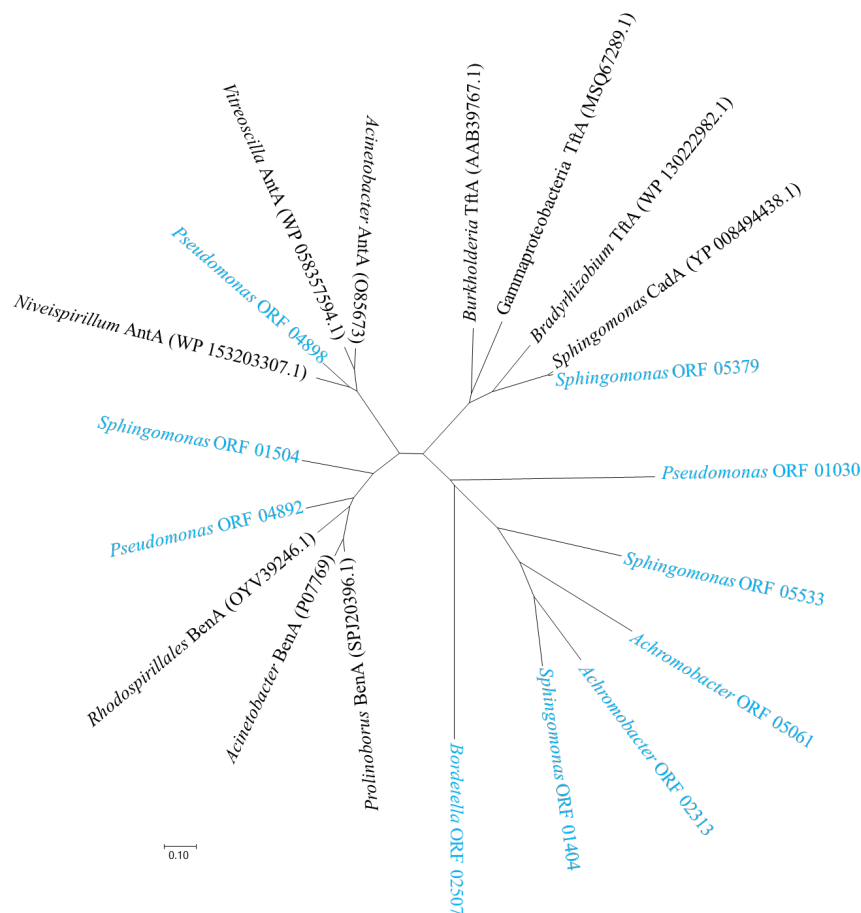 Vitreoscilla AntA (WP 058357594.1)
Acinetobacter AntA (O85673)
Burkholderia TftA (AAB39767.1)
Gammaproteobacteria TftA (MSQ67289.1)
Bradyrhizobium TftA (WP 130222982.1)
Sphingomonas CadA (YP 008494438.1)
Sphingomonas ORF 05379
Pseudomonas ORF 01030
Sphingomonas ORF 05533
Achromobacter ORF 05061
Achromobacter ORF 02313
Sphingomonas ORF 01404
Bordetella ORF 02507
Prolinoborus BenA (SPJ20396.1)
Acinetobacter BenA (P07769)
Rhodospirillales BenA (OYV39246.1)
Pseudomonas ORF 04892
Sphingomonas ORF 01504
Niveispirillum AntA (WP 153203307.1)
Pseudomonas ORF 04898
0.10